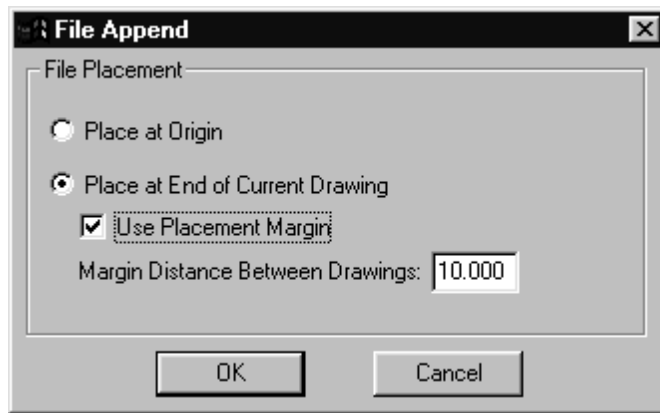 File Append
File Placement
Place at Origin
Place at End of Current Drawing
Use Placement Margin
Margin Distance Between Drawings: 10.000
OK Cancel